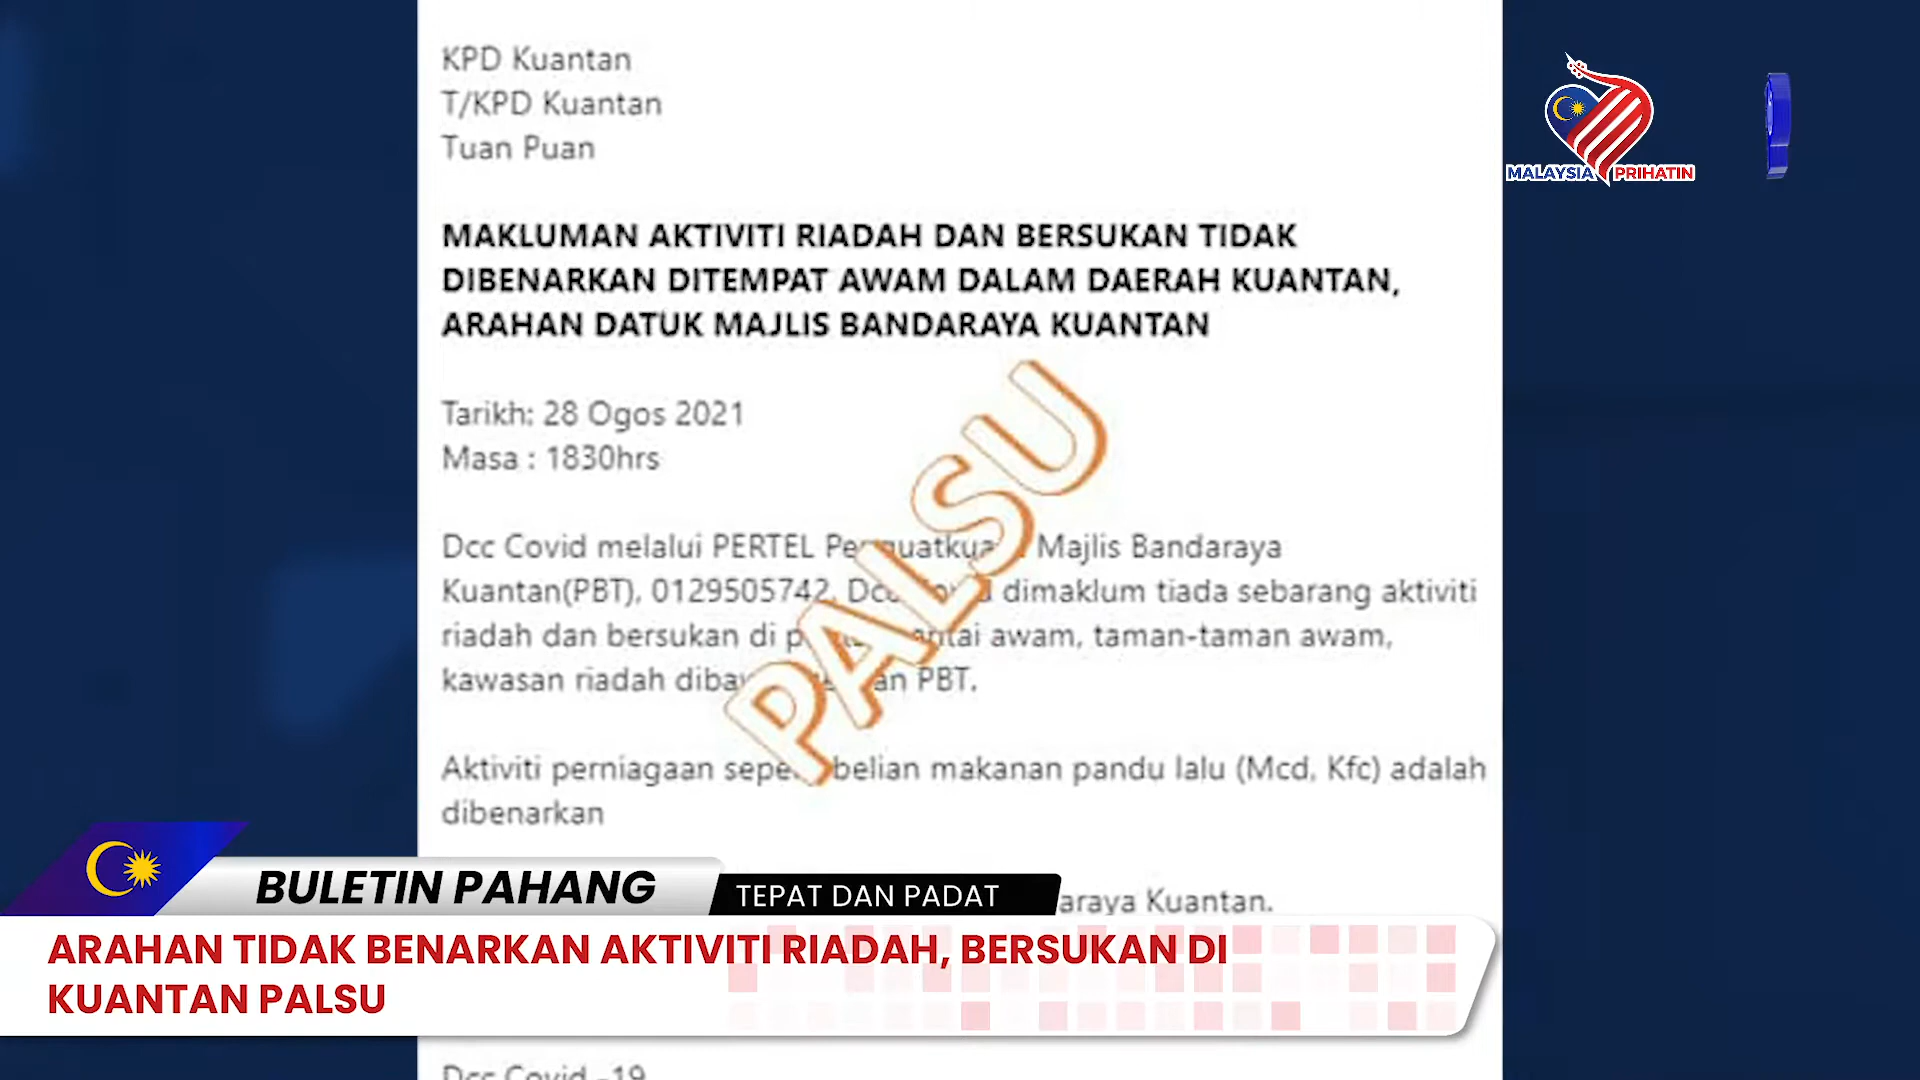 KPD Kuantan
T/KPD Kuantan
Tuan Puan
MALAYSIA PRIHATIN
MAKLUMAN AKTIVITI RIADAH DAN BERSUKAN TIDAK
DIBENARKAN DITEMPAT AWAM DALAM DAERAH KUANTAN,
ARAHAN DATUK MAJLIS BANDARAYA KUANTAN
Tarikh: 28 Ogos 2021
Masa : 1830hrs
PALSU
Dcc Covid melalui PERTEL Majlis Bandaraya
Kuantan(PBT), 0129505742, dimaklum tiada sebarang aktiviti
riadah dan bersukan di awam, taman-taman awam,
kawasan riadah PBT.
Aktiviti perniagaan makanan pandu lalu (Mcd, Kfc) adalah
dibenarkan
Kuantan.
BULETIN PAHANG
TEPAT DAN PADAT
ARAHAN TIDAK BENARKAN AKTIVITI RIADAH, BERSUKAN DI
KUANTAN PALSU
Dcc Covid -19